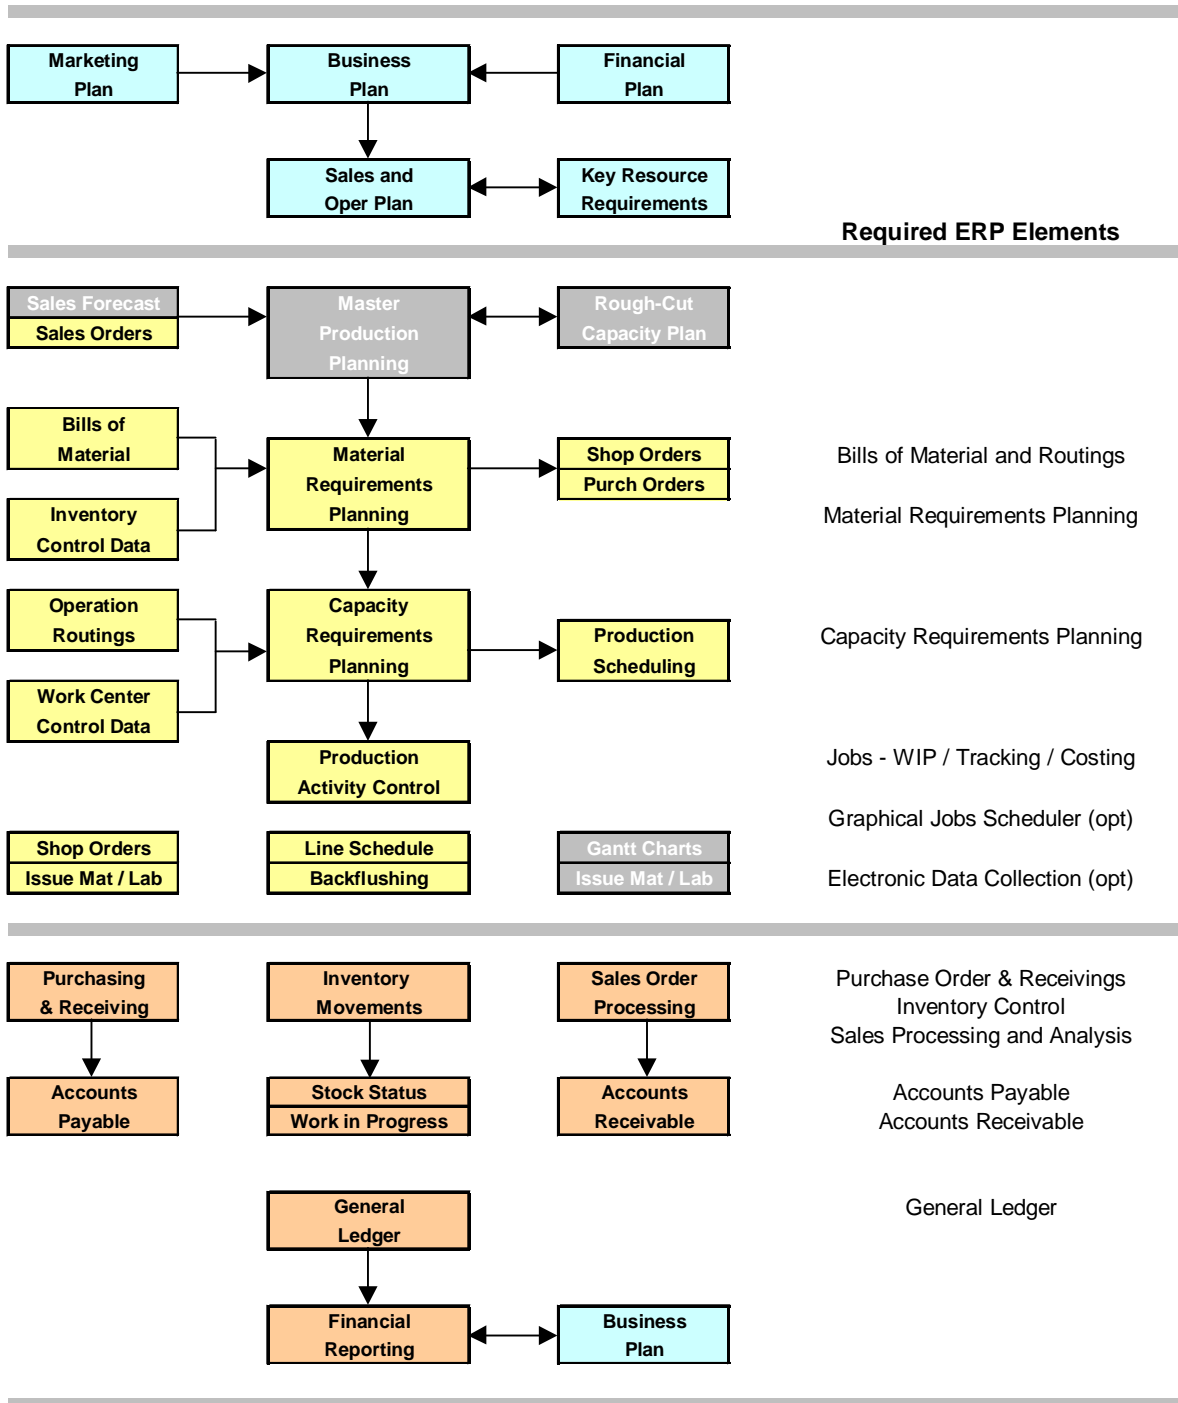 Marketing
Plan
Business
Plan
Financial
Plan
Sales and
Oper Plan
Key Resource
Requirements
Required ERP Elements
Sales Forecast
Sales Orders
Master
Production
Planning
Rough-Cut
Capacity Plan
Bills of
Material
Inventory
Control Data
Material
Requirements
Planning
Shop Orders
Purch Orders
Bills of Material and Routings
Material Requirements Planning
Operation
Routings
Work Center
Control Data
Capacity
Requirements
Planning
Production
Scheduling
Capacity Requirements Planning
Production
Activity Control
Jobs - WIP / Tracking / Costing
Graphical Jobs Scheduler (opt)
Shop Orders
Issue Mat / Lab
Line Schedule
Backflushing
Gantt Charts
Issue Mat / Lab
Electronic Data Collection (opt)
Purchasing
& Receiving
Inventory
Movements
Sales Order
Processing
Purchase Order & Receivings
Inventory Control
Sales Processing and Analysis
Accounts
Payable
Stock Status
Work in Progress
Accounts
Receivable
Accounts Payable
Accounts Receivable
General
Ledger
General Ledger
Financial
Reporting
Business
Plan